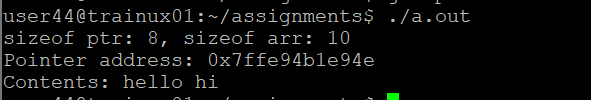 user44@trainux01:~/assignments$ ./a.out
sizeof ptr: 8, sizeof arr: 10
Pointer address: 0x7ffe94b1e94e
Contents: hello hi